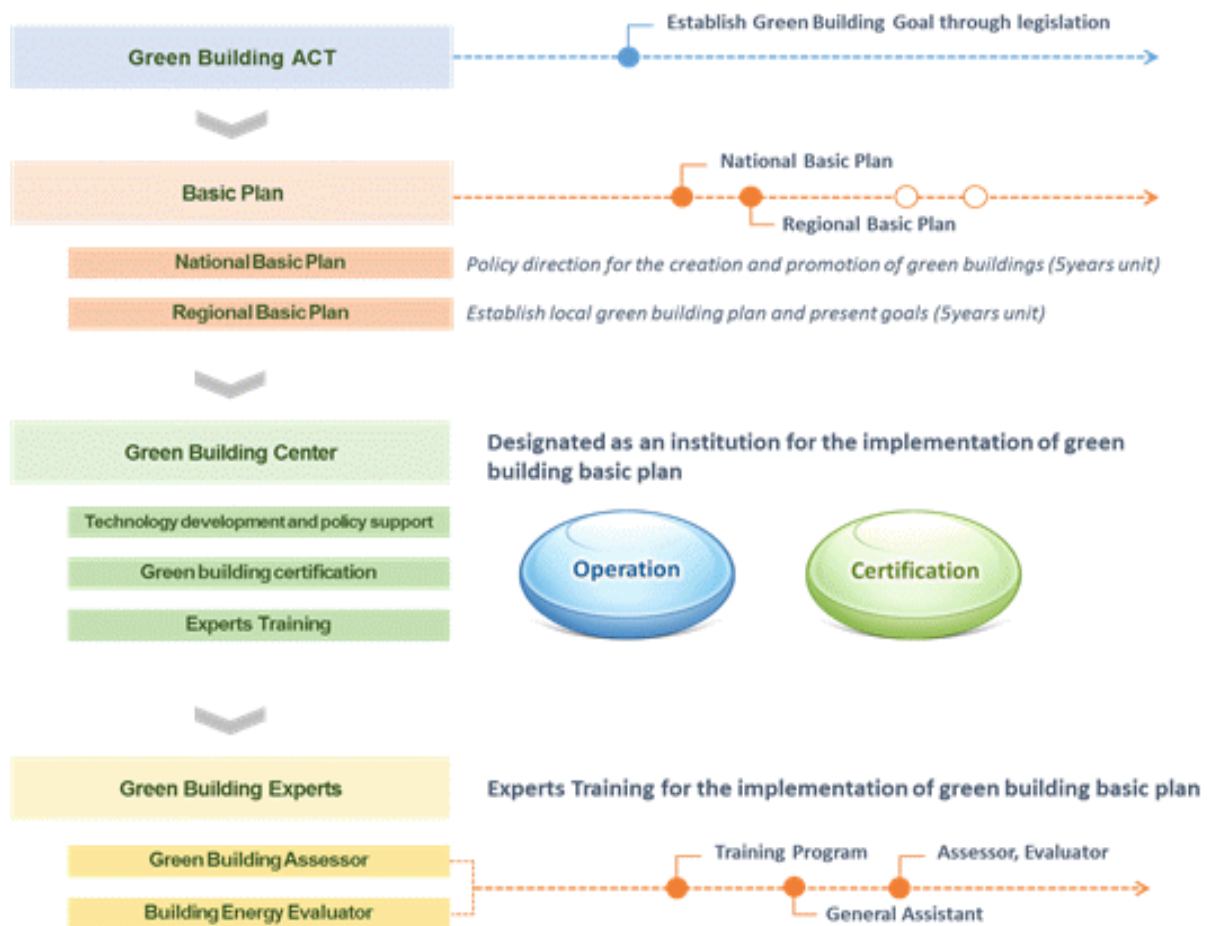 Establish Green Building Goal through legislation
Green Building ACT
National Basic Plan
Basic Plan
Regional Basic Plan
National Basic Plan
Policy direction for the creation and promotion of green buildings (5years unit)
Regional Basic Plan
Establish local green building plan and present goals (5years unit)
Green Building Center
Designated as an institution for the implementation of green
building basic plan
Technology development and policy support
Green building certification
Experts Training
Operation
Certification
Green Building Experts
Experts Training for the implementation of green building basic plan
Green Building Assessor
Building Energy Evaluator
Training Program
Assessor, Evaluator
General Assistant